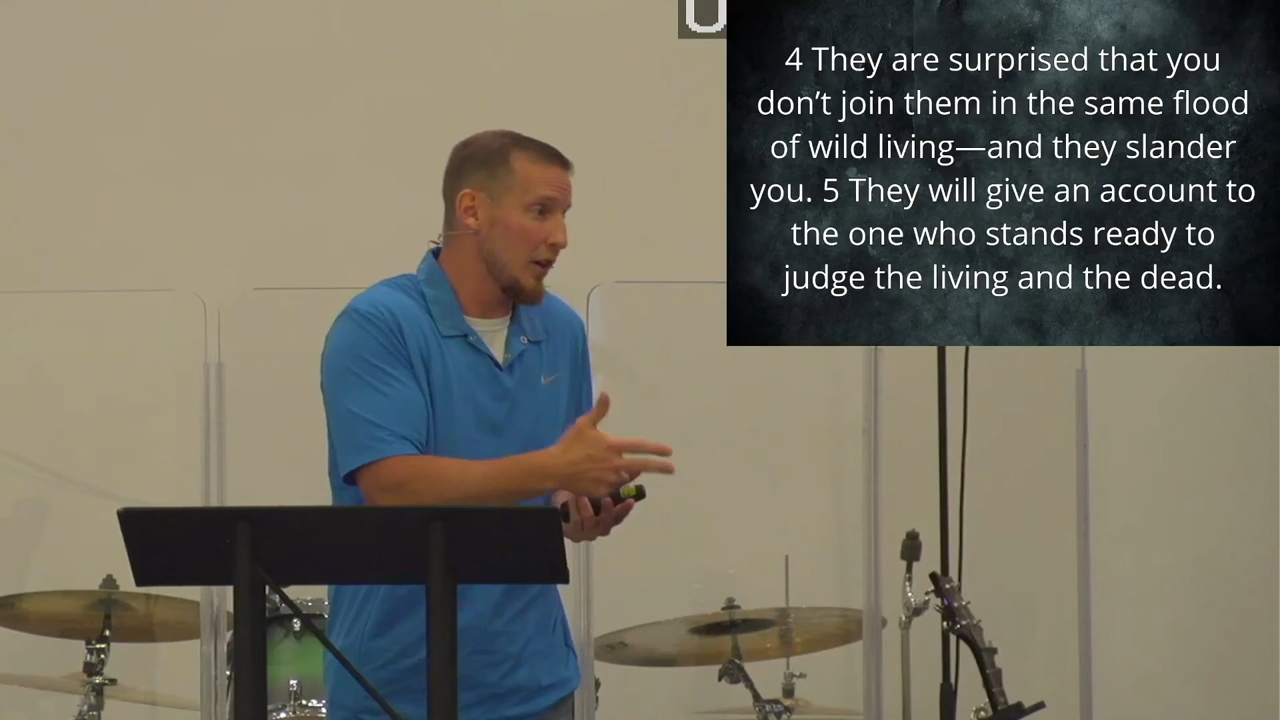 4 They are surprised that you
don’t join them in the same flood
of wild living—and they slander
you. 5 They will give an account to
the one who stands ready to
judge the living and the dead.